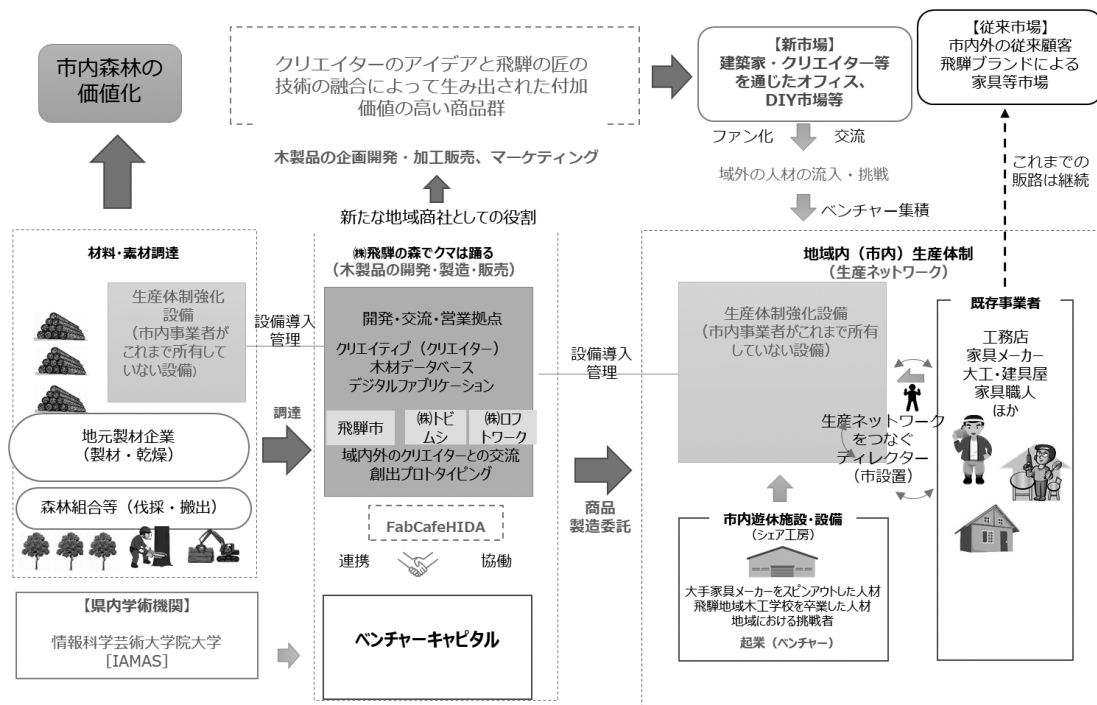 市内森林の
価値化
クリエイターのアイデアと飛騨の匠の
技術の融合によって生み出された付加
価値の高い商品群
【新市場】
建築家・クリエイター等
を通じたオフィス、
DIY市場等
【従来市場】
市内外の従来顧客
飛騨ブランドによる
家具等市場
ファン化
交流
木製品の企画開発・加工販売、マーケティング
域外の人材の流入・挑戦
これまでの
販路は継続
新たな地域商社としての役割
ベンチャー集積
材料・素材調達
㈱飛騨の森でクマは踊る
（木製品の開発・製造・販売）
地域内（市内）生産体制
（生産ネットワーク）
生産体制強化
設備
（市内事業者が
これまで所有して
いない設備）
設備導入
管理
開発・交流・営業拠点
クリエイティブ（クリエイター）
木材データベース
デジタルファブリケーション
飛騨市
㈱トビ
ムシ
㈱ロフ
トワーク
域内外のクリエイターとの交流
創出プロトタイピング
設備導入
管理
生産体制強化設備
（市内事業者がこれまで所有
していない設備）
既存事業者
工務店
家具メーカー
大工・建具屋
家具職人
ほか
調達
地元製材企業
（製材・乾燥）
生産ネットワーク
をつなぐ
ディレクター
（市設置）
森林組合等（伐採・搬出）
商品
製造委託
FabCafeHIDA
連携
協働
市内遊休施設・設備
（シェア工房）
大手家具メーカーをスピンアウトした人材
飛騨地域木工学校を卒業した人材
地域における挑戦者
起業（ベンチャー）
【県内学術機関】
情報科学芸術大学院大学
[IAMAS]
ベンチャーキャピタル